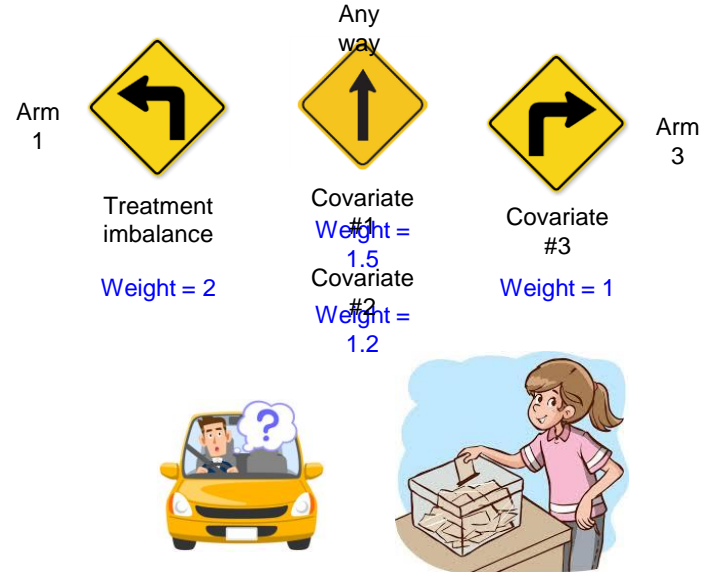 Any
way
Arm
1
Arm
3
Treatment
imbalance
Weight = 2
Covariate
#1
Weight =
1.5
Covariate
#2
Weight =
1.2
Covariate
#3
Weight = 1
?